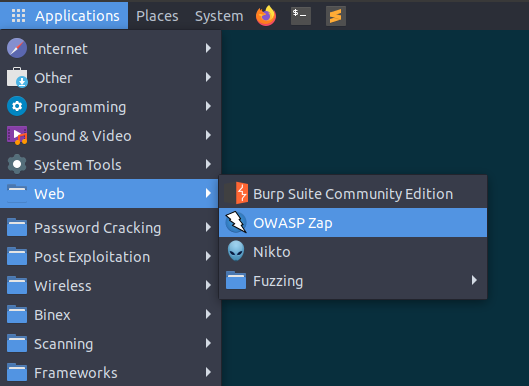 Applications Places System
Internet
Other
Programming
Sound & Video
System Tools
Web
Password Cracking
Post Exploitation
Wireless
Binex
Scanning
Frameworks
Burp Suite Community Edition
OWASP Zap
Nikto
Fuzzing